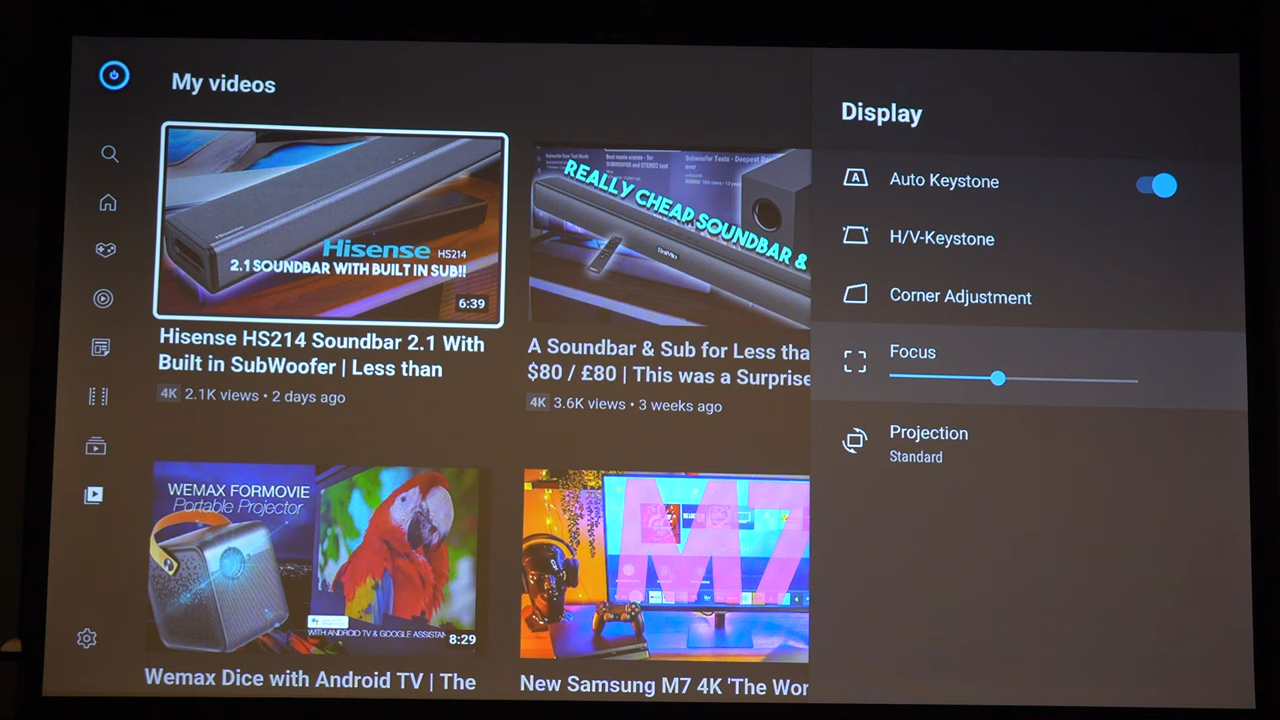 My videos
Hisense HS214
2.1 SOUNDBAR WITH BUILT IN SUB!!
6:39
Hisense HS214 Soundbar 2.1 With
Built in SubWoofer | Less than
4K 2.1K views • 2 days ago
REALLY CHEAP SOUNDBAR &
A Soundbar & Sub for Less tha
$80 / £80 | This was a Surprise
4K 3.6K views • 3 weeks ago
WEMAX FORMOVIE
Portable Projector
WITH ANDROID TV & GOOGLE ASSISTAN
8:29
Wemax Dice with Android TV | The
M7
New Samsung M7 4K 'The Wor
Display
A Auto Keystone
H/V-Keystone
Corner Adjustment
Focus
Projection
Standard